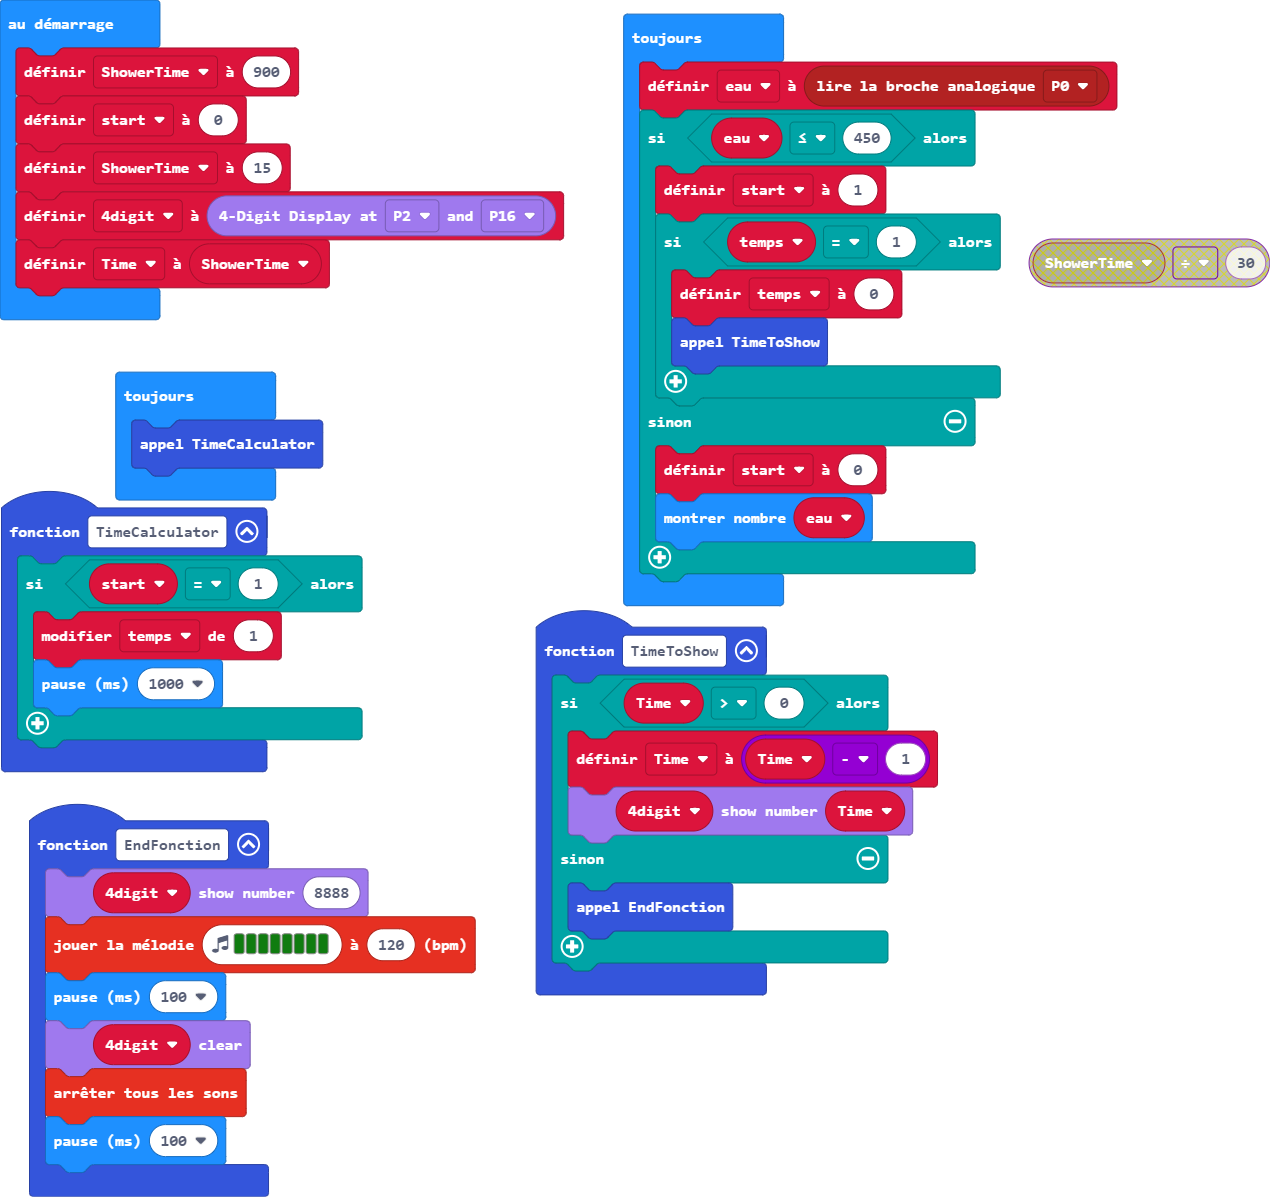 au démarrage
définir ShowerTime à 900
définir start à 0
définir ShowerTime à 15
définir 4digit à 4-Digit Display at P2 and P16
définir Time à ShowerTime
toujours
appel TimeCalculator
fonction TimeCalculator
si start = 1 alors
modifier temps de 1
pause (ms) 1000
fonction EndFonction
4digit show number 8888
jouer la mélodie à 120 (bpm)
pause (ms) 100
4digit clear
arrêter tous les sons
pause (ms) 100
toujours
définir eau à lire la broche analogique P0
si eau ≤ 450 alors
définir start à 1
si temps = 1 alors
définir temps à 0
appel TimeToShow
sinon
définir start à 0
montrer nombre eau
ShowerTime ÷ 30
fonction TimeToShow
si Time > 0 alors
définir Time à Time - 1
4digit show number Time
sinon
appel EndFonction